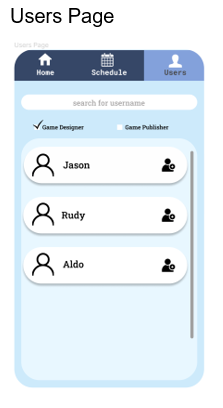 Users Page
Users Page
Home Schedule Users
search for username
Game Designer Game Publisher
Jason
Rudy
Aldo